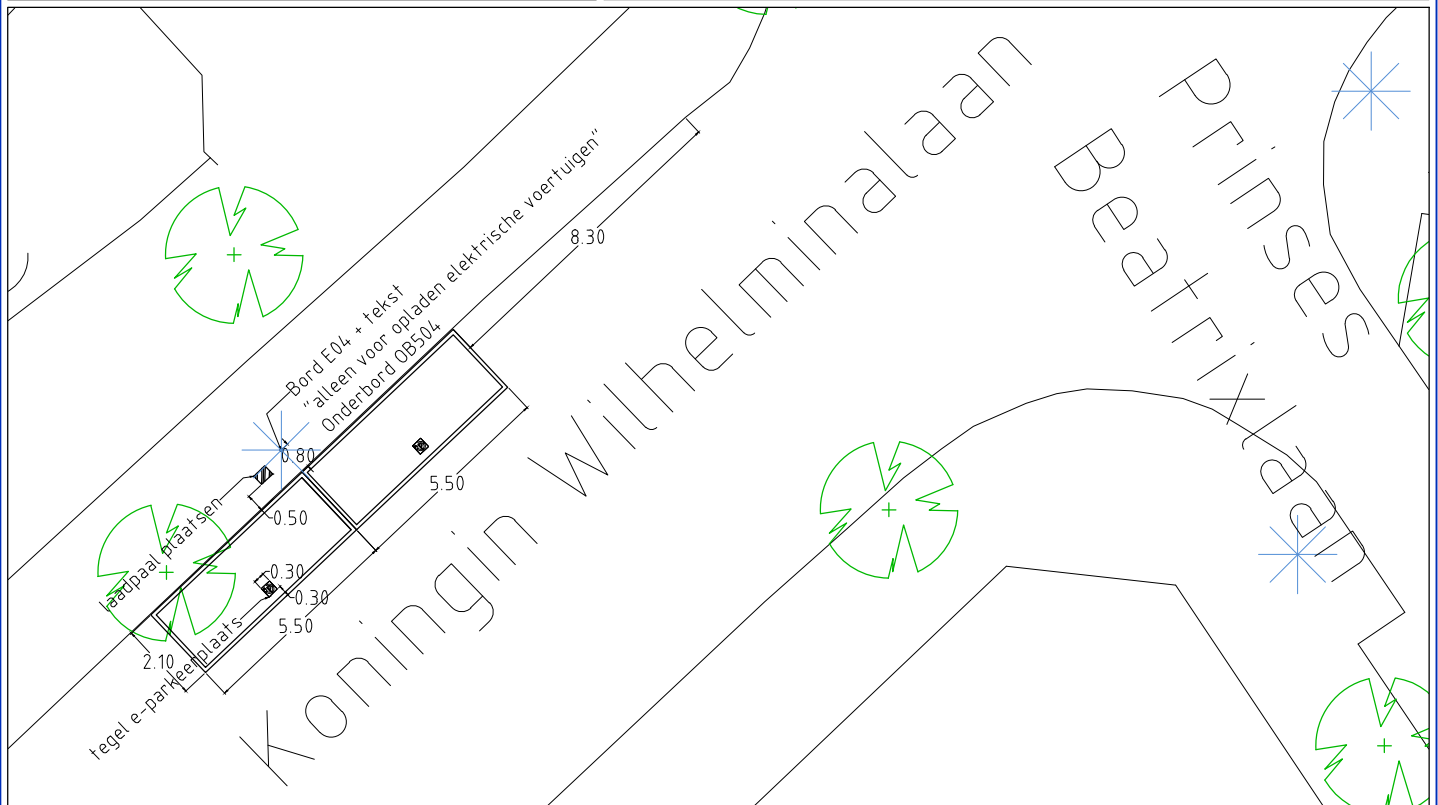 Bord E04 + tekst
"alleen voor opladen elektrische voertuigen"
Onderbord OB504
8.30
0.80
5.50
laadpaal plaatsen
0.50
0.30
0.30
5.50
2.10
tegel e-parkeerplaats
Koningin Wilhelminalaan
Prinses
Beatrixlaan